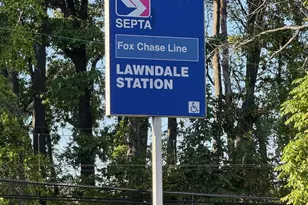 SEPTA
Fox Chase Line
LAWNDALE
STATION